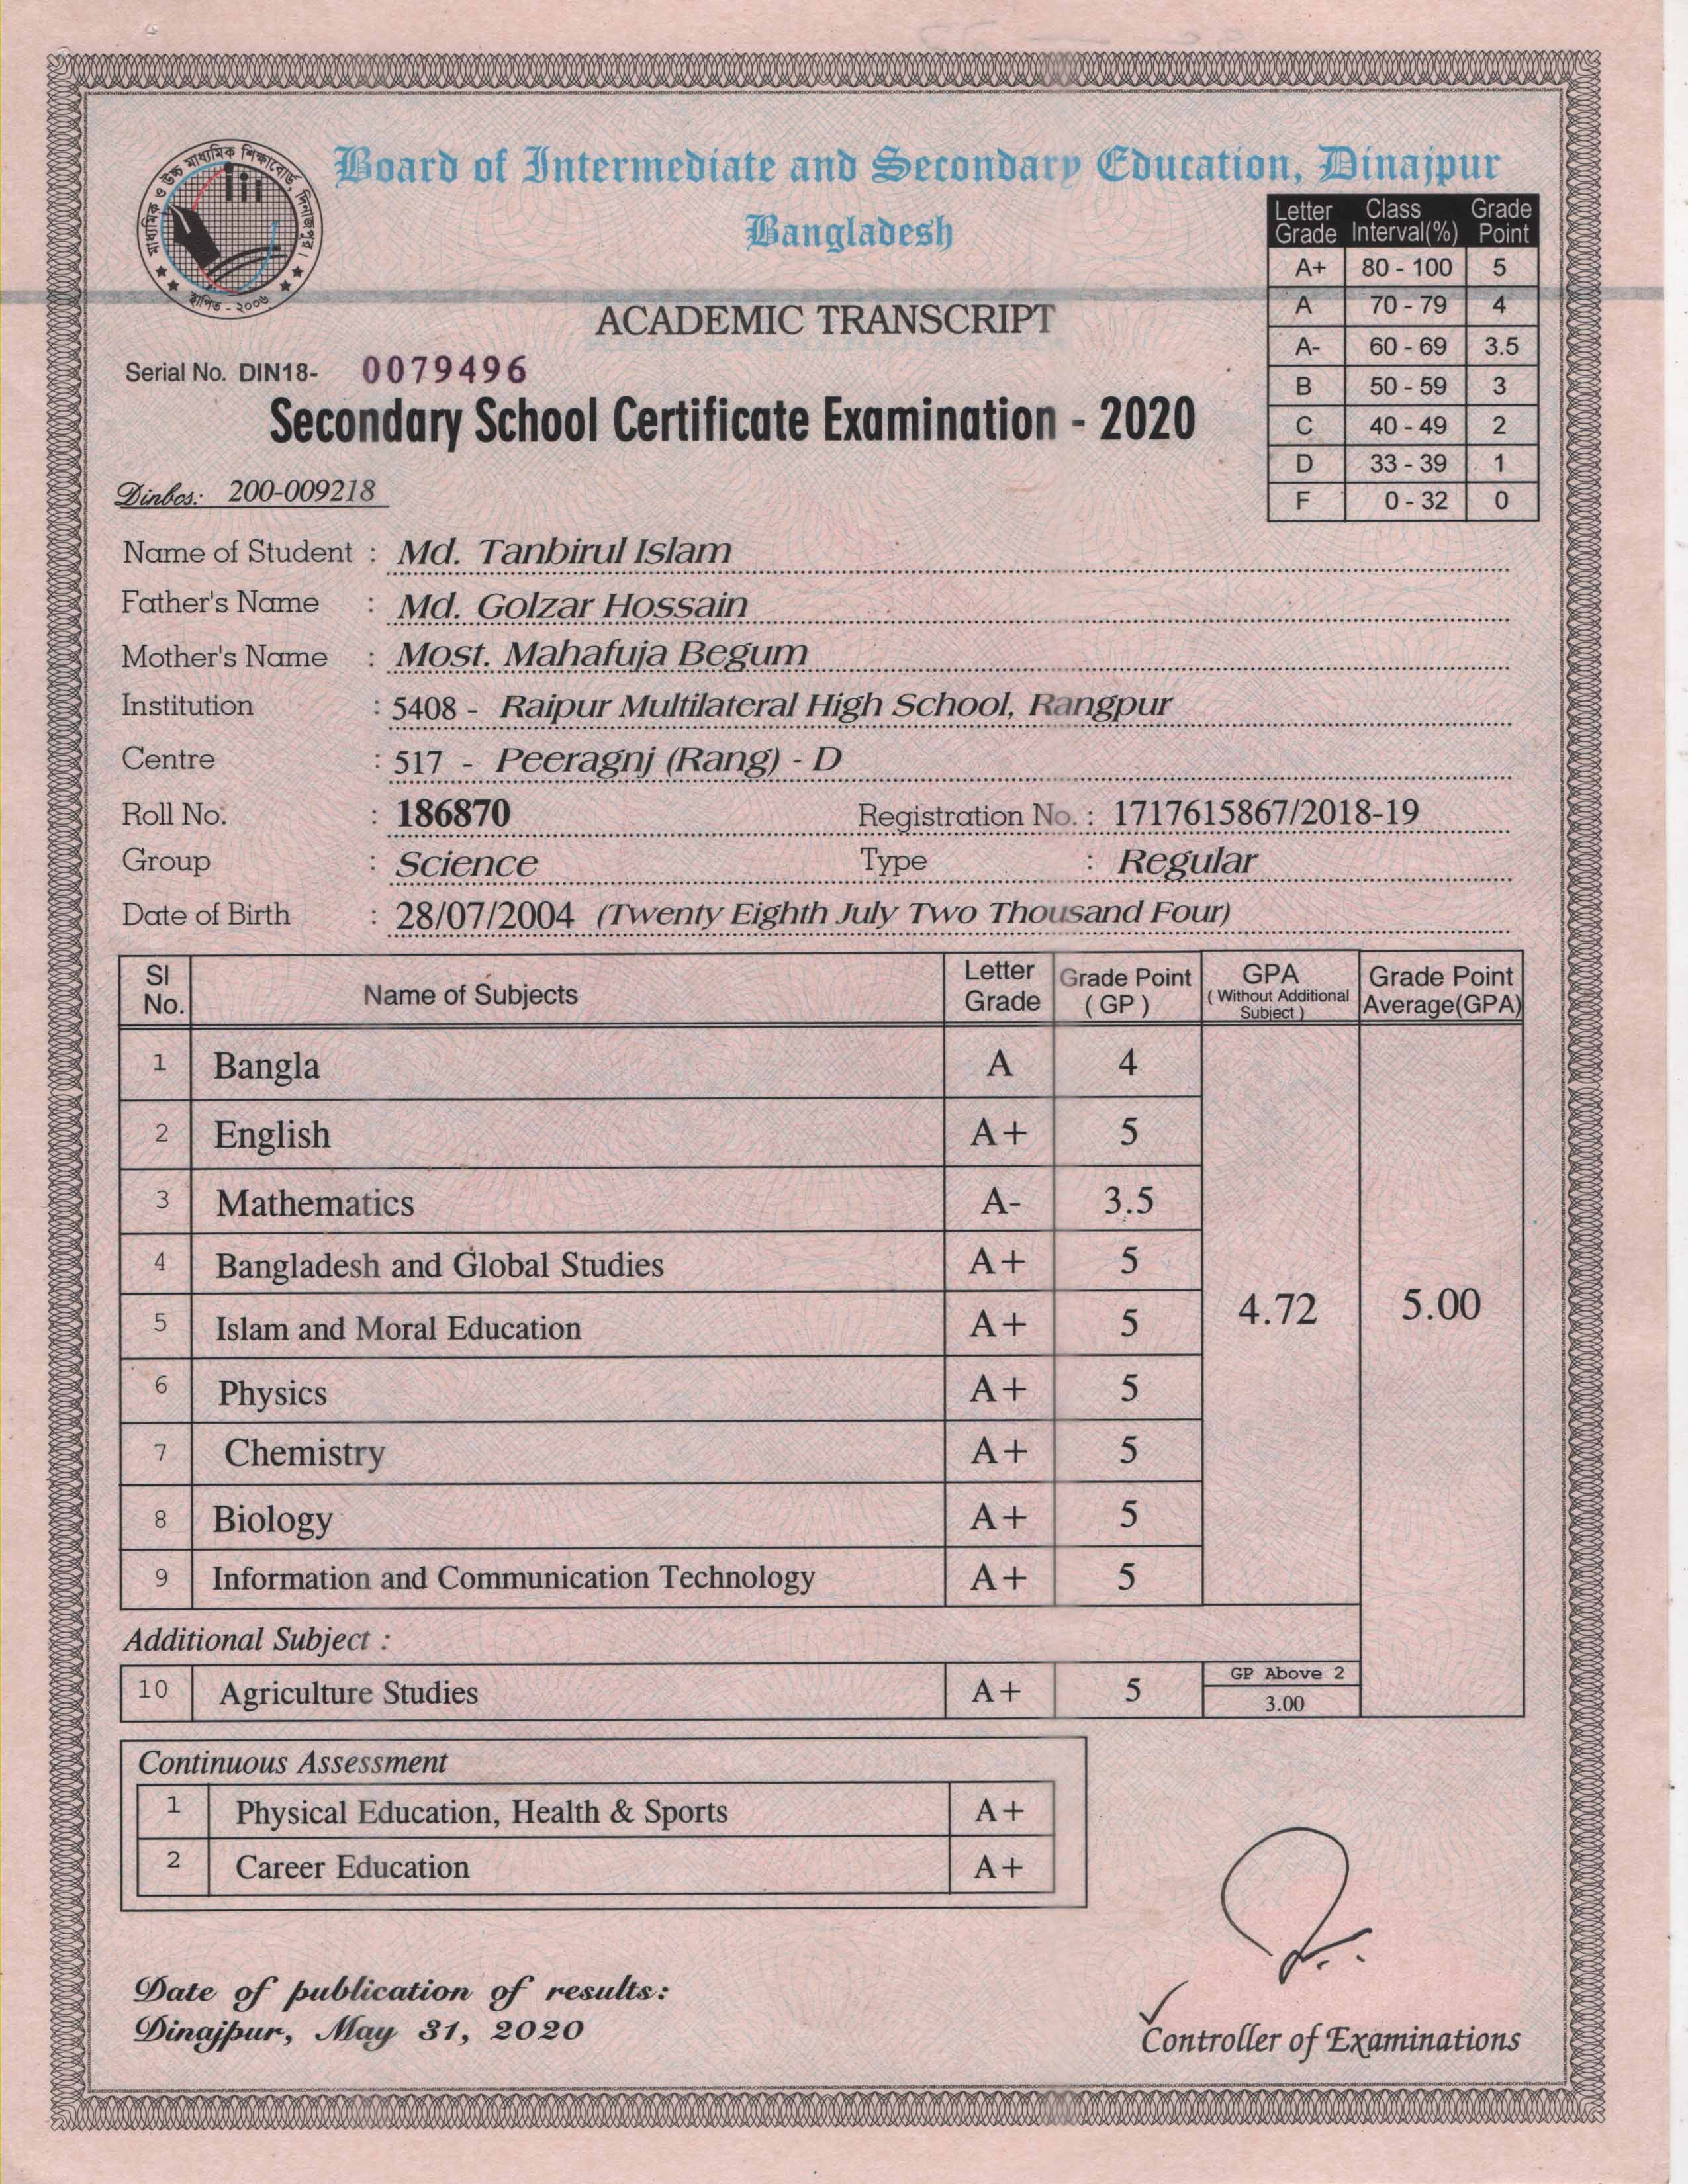 মাধ্যমিক ও উচ্চ মাধ্যমিক শিক্ষাবোর্ড, দিনাজপুর।
স্থাপিত - ২০০৬
Board of Intermediate and Secondary Education, Dinajpur
Bangladesh
Letter Grade Class Interval(%) Grade Point
A+ 80 - 100 5
A 70 - 79 4
A- 60 - 69 3.5
B 50 - 59 3
C 40 - 49 2
D 33 - 39 1
F 0 - 32 0
ACADEMIC TRANSCRIPT
Serial No. DIN18- 0079496
Secondary School Certificate Examination - 2020
Dinbos: 200-009218
Name of Student : Md. Tanbirul Islam
Father's Name : Md. Golzar Hossain
Mother's Name : Most. Mahafuja Begum
Institution : 5408 - Raipur Multilateral High School, Rangpur
Centre : 517 - Peeragnj (Rang) - D
Roll No. : 186870 Registration No. : 1717615867/2018-19
Group : Science Type : Regular
Date of Birth : 28/07/2004 (Twenty Eighth July Two Thousand Four)
Sl No. Name of Subjects Letter Grade Grade Point (GP) GPA (Without Additional Subject) Grade Point Average(GPA)
1 Bangla A 4
2 English A+ 5
3 Mathematics A- 3.5
4 Bangladesh and Global Studies A+ 5
5 Islam and Moral Education A+ 5 4.72 5.00
6 Physics A+ 5
7 Chemistry A+ 5
8 Biology A+ 5
9 Information and Communication Technology A+ 5
Additional Subject :
10 Agriculture Studies A+ 5 GP Above 2 3.00
Continuous Assessment
1 Physical Education, Health & Sports A+
2 Career Education A+
Date of publication of results:
Dinajpur, May 31, 2020
Controller of Examinations